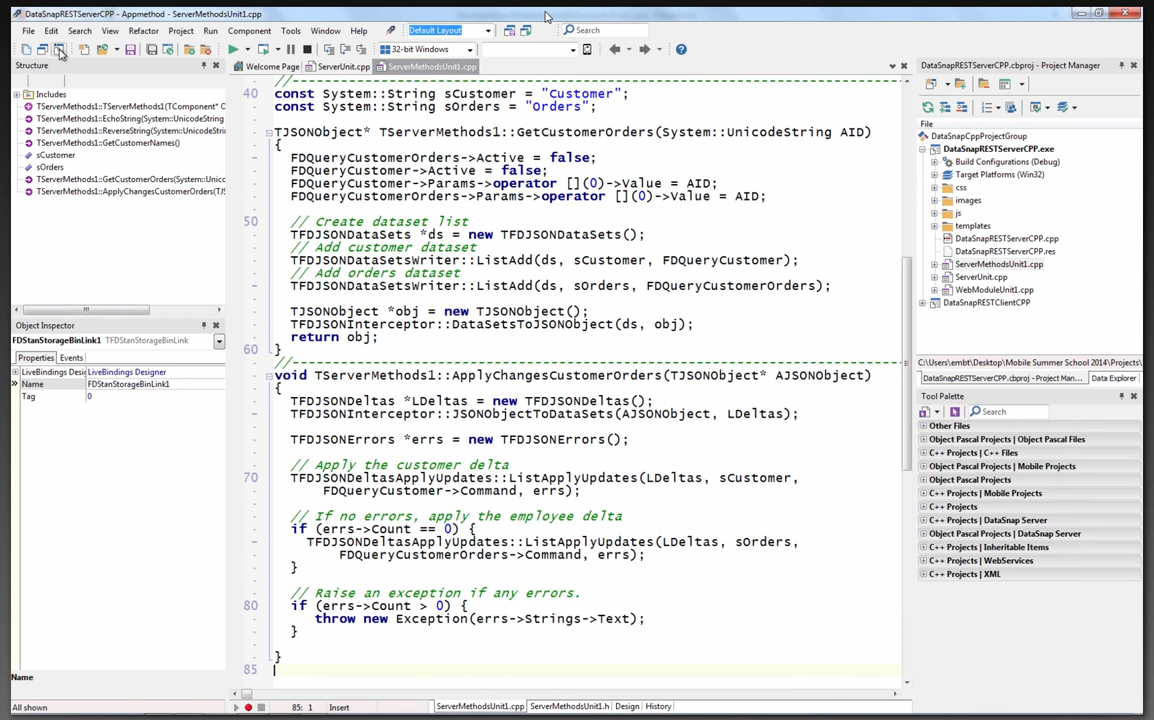 DataSnapRESTServerCPP - Appmethod - ServerMethodsUnit1.cpp
File Edit Search View Refactor Project Run Component Tools Window Help
Default Layout
Search
32-bit Windows
Structure
Includes
TServerMethods1::TServerMethods1(TComponent* C
TServerMethods1::EchoString(System::UnicodeString
TServerMethods1::ReverseString(System::UnicodeStrin
TServerMethods1::GetCustomerNames()
sCustomer
sOrders
TServerMethods1::GetCustomerOrders(System::Unico
TServerMethods1::ApplyChangesCustomerOrders(TJS
Object Inspector
FDStanStorageBinLink1 TFDStanStorageBinLink
Properties Events
LiveBindings Desi LiveBindings Designer
Name FDStanStorageBinLink1
Tag 0
Name
All shown
Welcome Page ServerUnit.cpp ServerMethodsUnit1.cpp
//---------------------------------------------------------------------------
40 const System::String sCustomer = "Customer";
const System::String sOrders = "Orders";
TJSONObject* TServerMethods1::GetCustomerOrders(System::UnicodeString AID)
{
FDQueryCustomerOrders->Active = false;
FDQueryCustomer->Active = false;
FDQueryCustomer->Params->operator [](0)->Value = AID;
FDQueryCustomerOrders->Params->operator [](0)->Value = AID;
50 // Create dataset list
TFDJSONDataSets *ds = new TFDJSONDataSets();
// Add customer dataset
TFDJSONDataSetsWriter::ListAdd(ds, sCustomer, FDQueryCustomer);
// Add orders dataset
TFDJSONDataSetsWriter::ListAdd(ds, sOrders, FDQueryCustomerOrders);
TJSONObject *obj = new TJSONObject();
TFDJSONInterceptor::DataSetsToJSONObject(ds, obj);
return obj;
60 }
//---------------------------------------------------------------------------
void TServerMethods1::ApplyChangesCustomerOrders(TJSONObject* AJSONObject)
{
TFDJSONDeltas *LDeltas = new TFDJSONDeltas();
TFDJSONInterceptor::JSONObjectToDataSets(AJSONObject, LDeltas);
TFDJSONErrors *errs = new TFDJSONErrors();
// Apply the customer delta
70 TFDJSONDeltasApplyUpdates::ListApplyUpdates(LDeltas, sCustomer,
FDQueryCustomer->Command, errs);
// If no errors, apply the employee delta
if (errs->Count == 0) {
TFDJSONDeltasApplyUpdates::ListApplyUpdates(LDeltas, sOrders,
FDQueryCustomerOrders->Command, errs);
}
// Raise an exception if any errors.
80 if (errs->Count > 0) {
throw new Exception(errs->Strings->Text);
}
}
85
85: 1 Insert ServerMethodsUnit1.cpp ServerMethodsUnit1.h Design History
DataSnapRESTServerCPP.cbproj - Project Manager
File
DataSnapCppProjectGroup
DataSnapRESTServerCPP.exe
Build Configurations (Debug)
Target Platforms (Win32)
css
images
js
templates
DataSnapRESTServerCPP.cpp
DataSnapRESTServerCPP.res
ServerMethodsUnit1.cpp
ServerUnit.cpp
WebModuleUnit1.cpp
DataSnapRESTClientCPP
C:\Users\embt\Desktop\Mobile Summer School 2014\Projects\
DataSnapRESTServerCPP.cbproj - Project Man... Data Explorer
Tool Palette
Search
Other Files
Object Pascal Projects | Object Pascal Files
C++ Projects | C++ Files
Object Pascal Projects | Mobile Projects
Object Pascal Projects
C++ Projects | Mobile Projects
C++ Projects
C++ Projects | DataSnap Server
Object Pascal Projects | DataSnap Server
C++ Projects | Inheritable Items
C++ Projects | WebServices
C++ Projects | XML